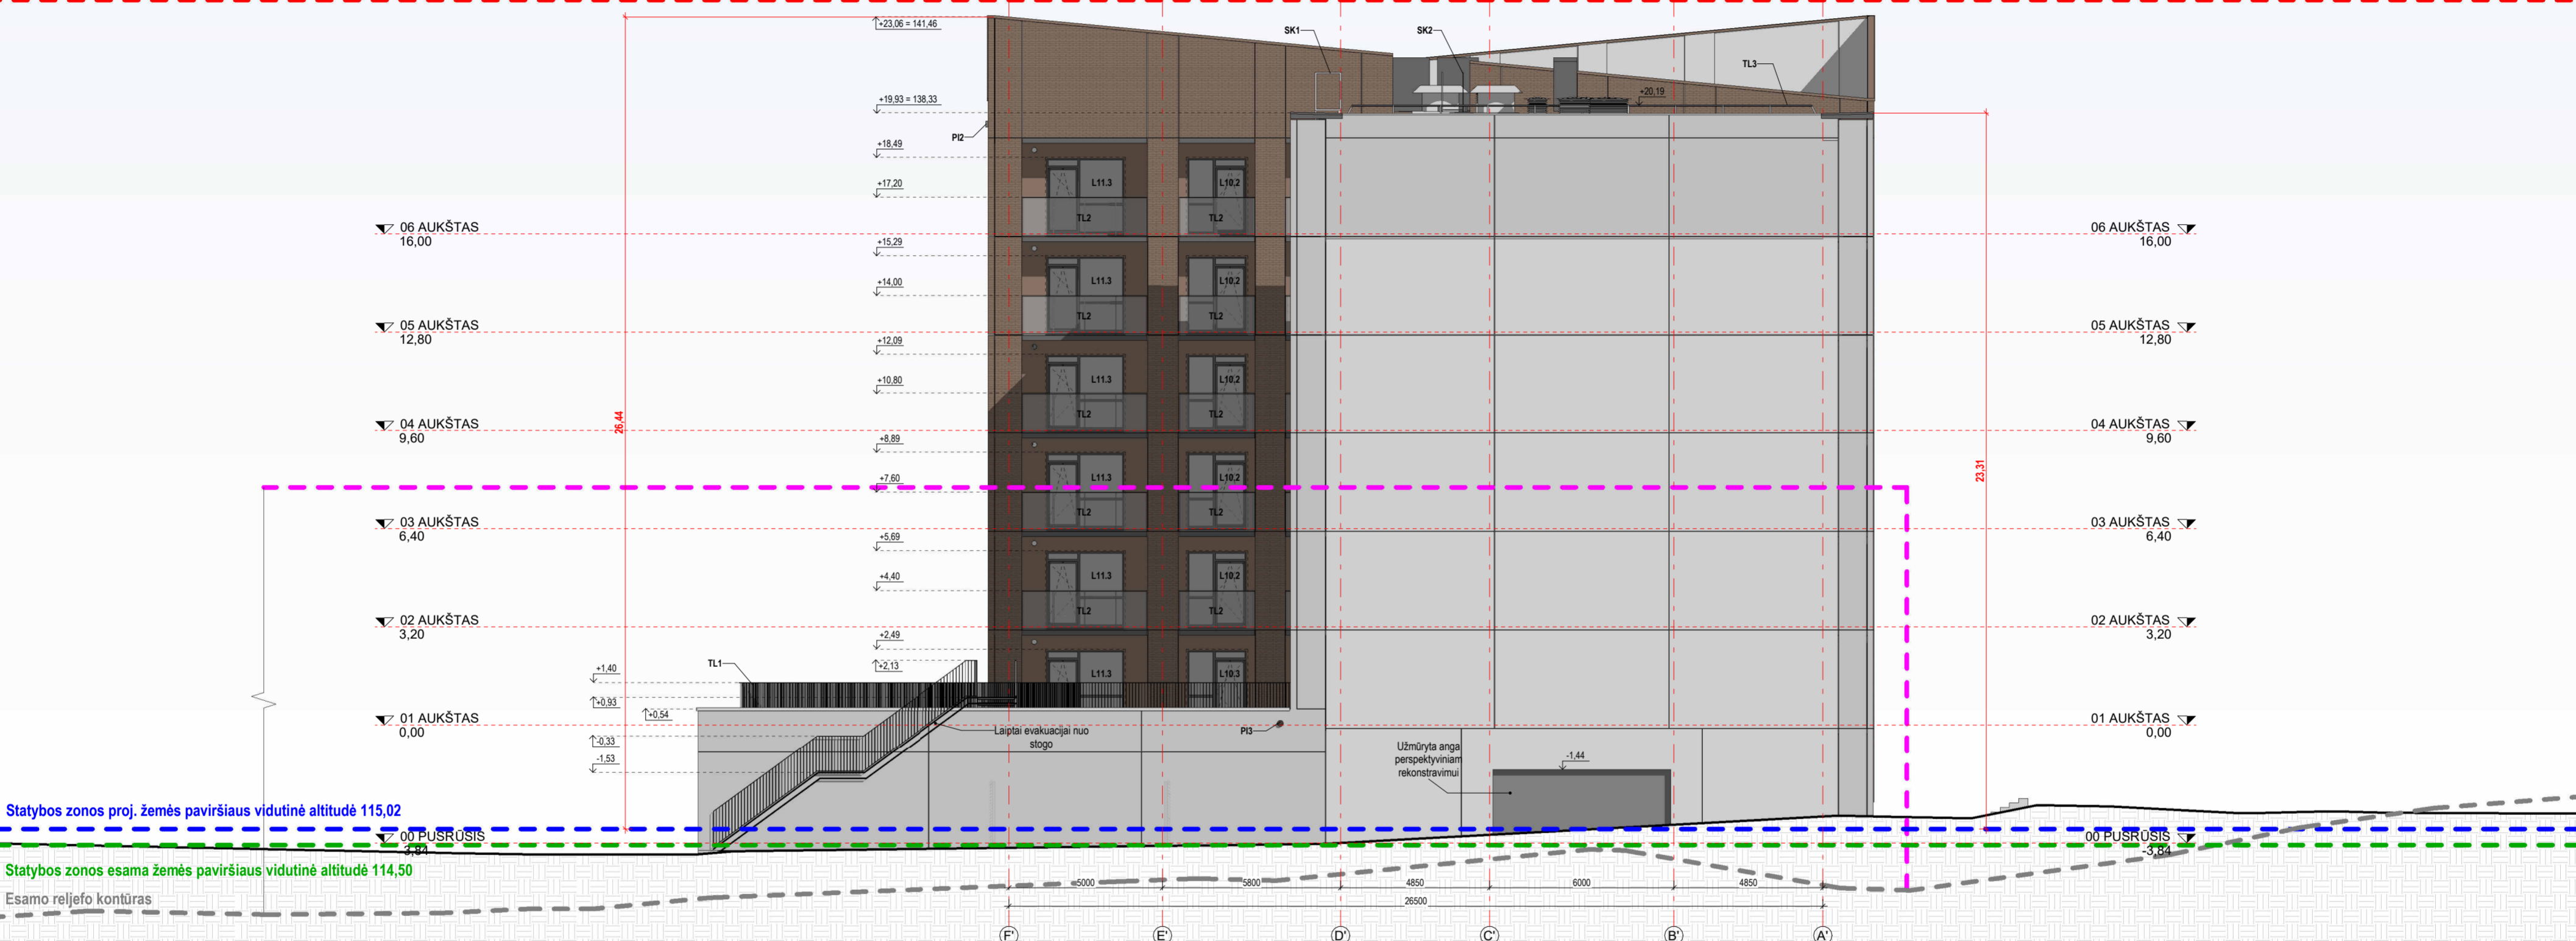 +23,06 = 141,46
SK1
SK2
TL3
+19,93 = 138,33
+20,19
PI2
+18,49
L11.3
L10.2
+17,20
TL2
TL2
06 AUKŠTAS
16,00
06 AUKŠTAS
16,00
+15,29
L11.3
L10.2
+14,00
TL2
TL2
05 AUKŠTAS
12,80
05 AUKŠTAS
12,80
+12,09
L11.3
L10.2
+10,80
TL2
TL2
26,44
04 AUKŠTAS
9,60
04 AUKŠTAS
9,60
+8,89
23,31
L11.3
L10.2
+7,60
TL2
TL2
03 AUKŠTAS
6,40
03 AUKŠTAS
6,40
+5,69
L11.3
L10.2
+4,40
TL2
TL2
02 AUKŠTAS
3,20
02 AUKŠTAS
3,20
+2,49
TL1
+2,13
+1,40
L11.3
L10.3
+0,93
+0,54
01 AUKŠTAS
0,00
01 AUKŠTAS
0,00
Laiptai evakuacijai nuo
stogo
PI3
-0,33
-1,53
Užmūryta anga
perspektyviniam
rekonstravimui
-1,44
Statybos zonos proj. žemės paviršiaus vidutinė altitudė 115,02
00 PUSRŪSIS
-3,84
00 PUSRŪSIS
-3,84
Statybos zonos esama žemės paviršiaus vidutinė altitudė 114,50
Esamo reljefo kontūras
5000
5800
4850
6000
4850
26500
F'
E'
D'
C'
B'
A'